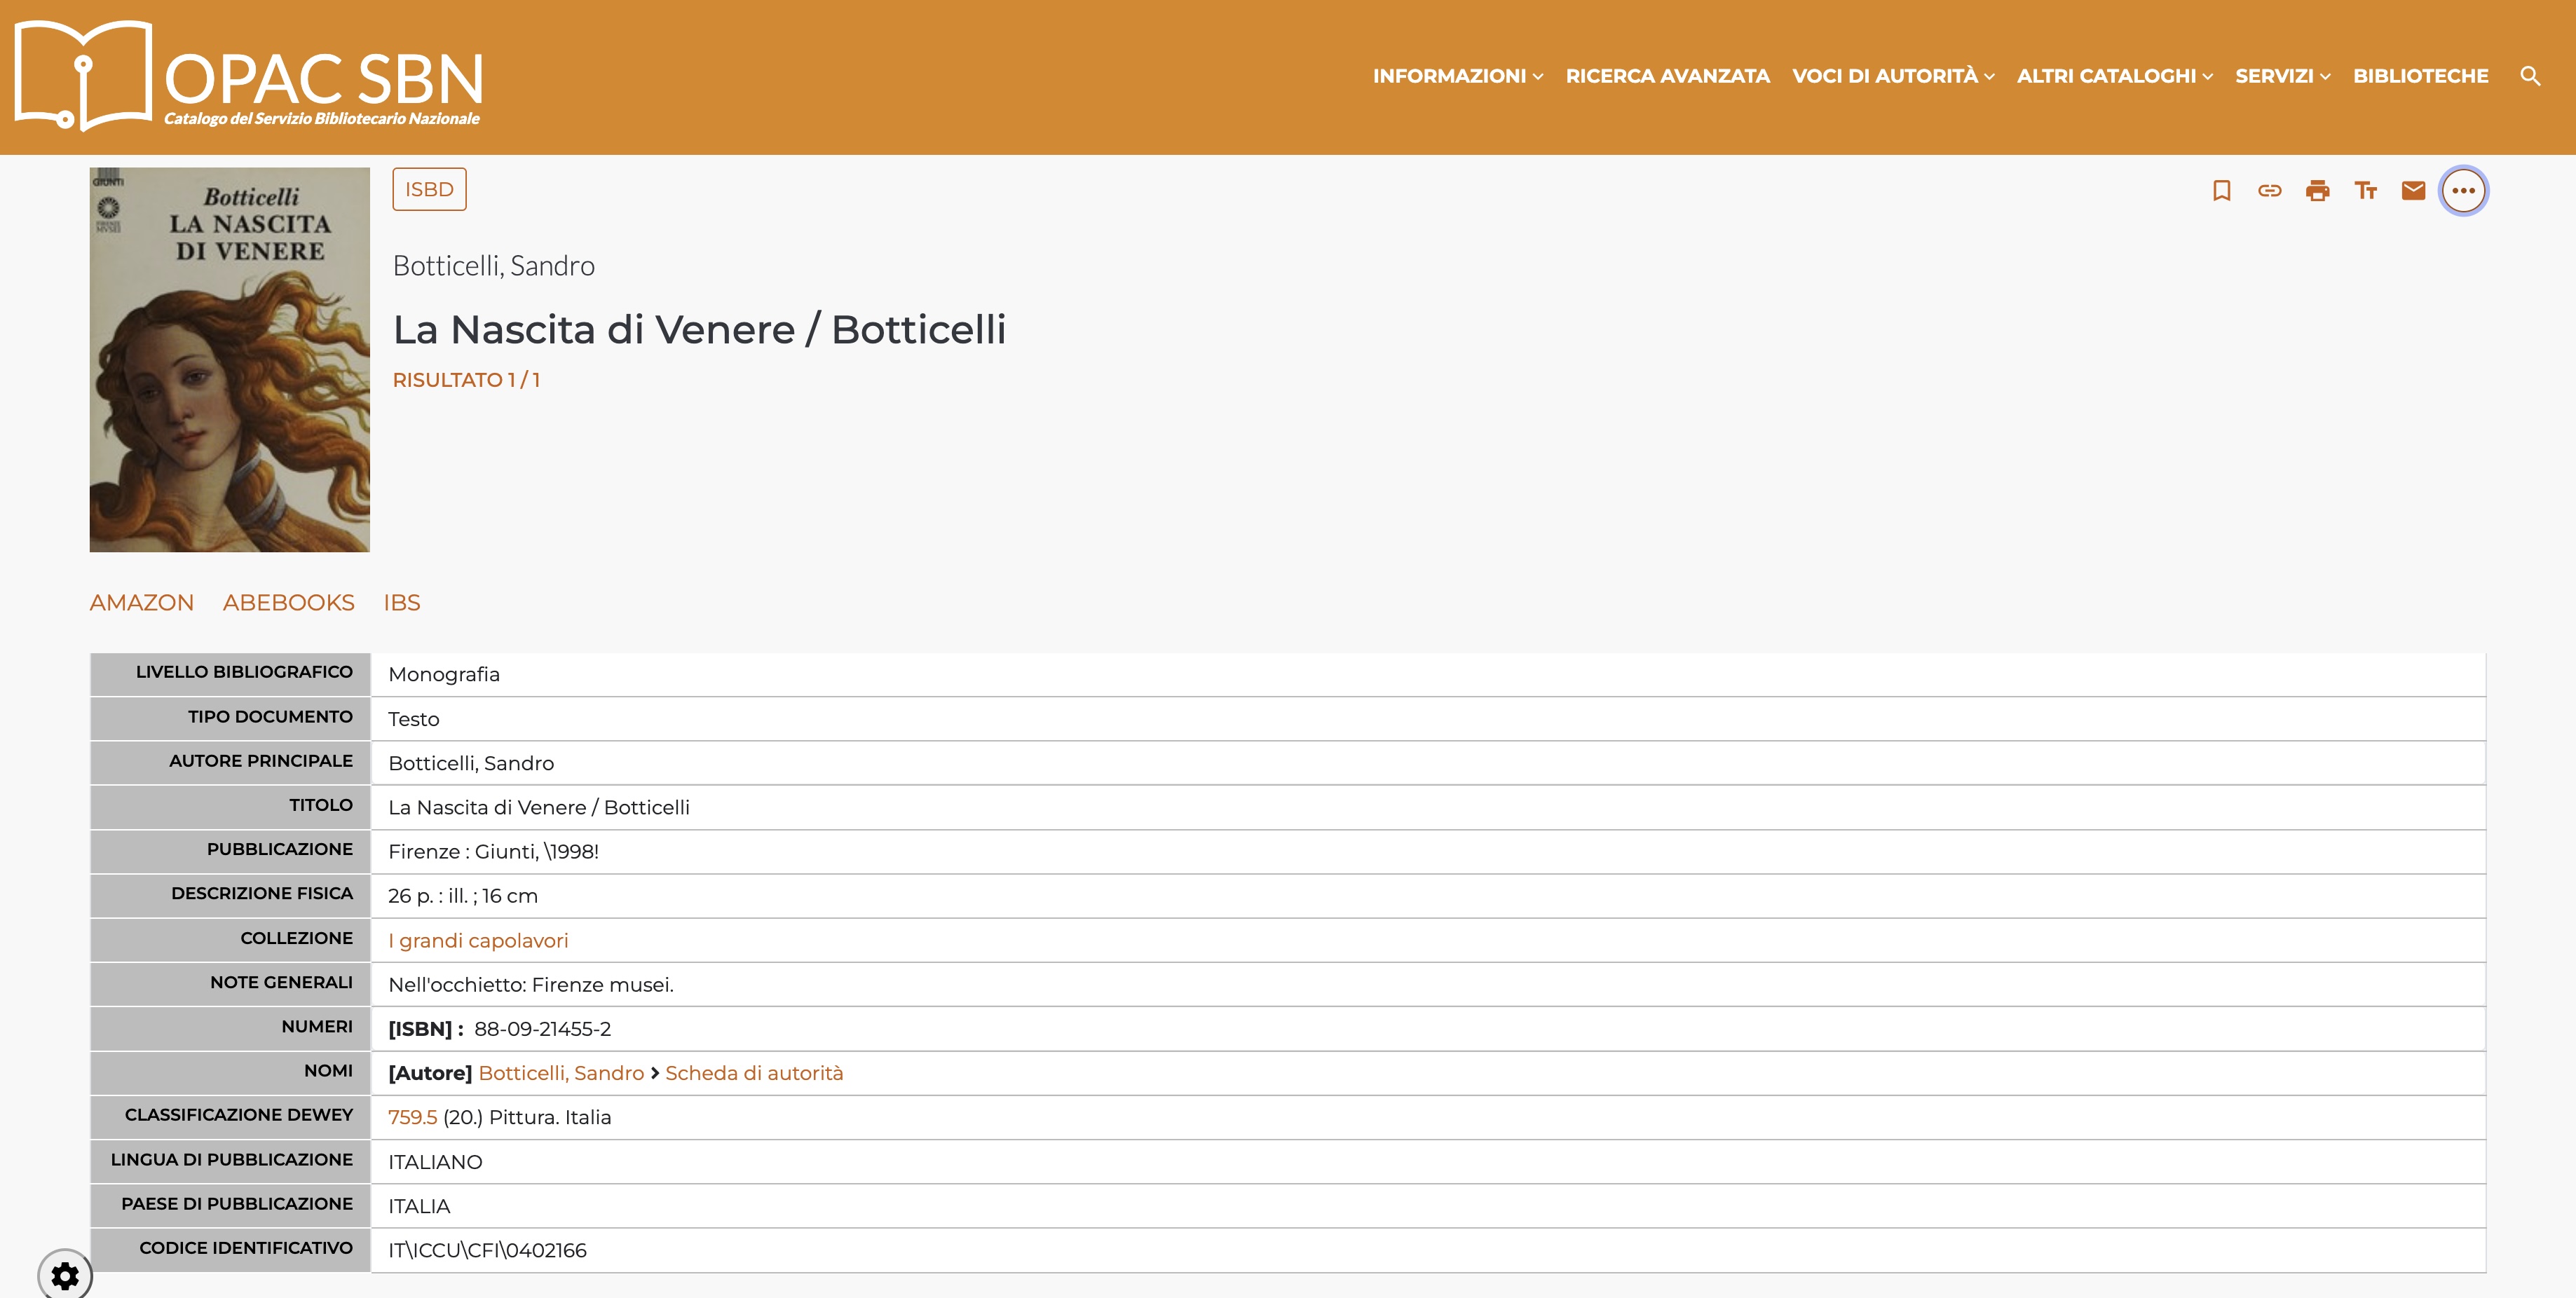 OPAC SBN
Catalogo del Servizio Bibliotecario Nazionale
INFORMAZIONI RICERCA AVANZATA VOCI DI AUTORITÀ ALTRI CATALOGHI SERVIZI BIBLIOTECHE
GIUNTI
FIRENZE
MUSEI
Botticelli
LA NASCITA
DI VENERE
ISBD
Botticelli, Sandro
La Nascita di Venere / Botticelli
RISULTATO 1 / 1
AMAZON ABEBOOKS IBS
LIVELLO BIBLIOGRAFICO Monografia
TIPO DOCUMENTO Testo
AUTORE PRINCIPALE Botticelli, Sandro
TITOLO La Nascita di Venere / Botticelli
PUBBLICAZIONE Firenze : Giunti, \1998!
DESCRIZIONE FISICA 26 p. : ill. ; 16 cm
COLLEZIONE I grandi capolavori
NOTE GENERALI Nell'occhietto: Firenze musei.
NUMERI [ISBN] : 88-09-21455-2
NOMI [Autore] Botticelli, Sandro > Scheda di autorità
CLASSIFICAZIONE DEWEY 759.5 (20.) Pittura. Italia
LINGUA DI PUBBLICAZIONE ITALIANO
PAESE DI PUBBLICAZIONE ITALIA
CODICE IDENTIFICATIVO IT\ICCU\CFI\0402166